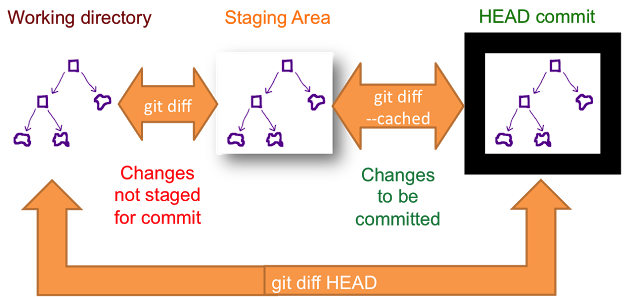 Working directory
Staging Area
HEAD commit
git diff
git diff
--cached
Changes
not staged
for commit
Changes
to be
committed
git diff HEAD